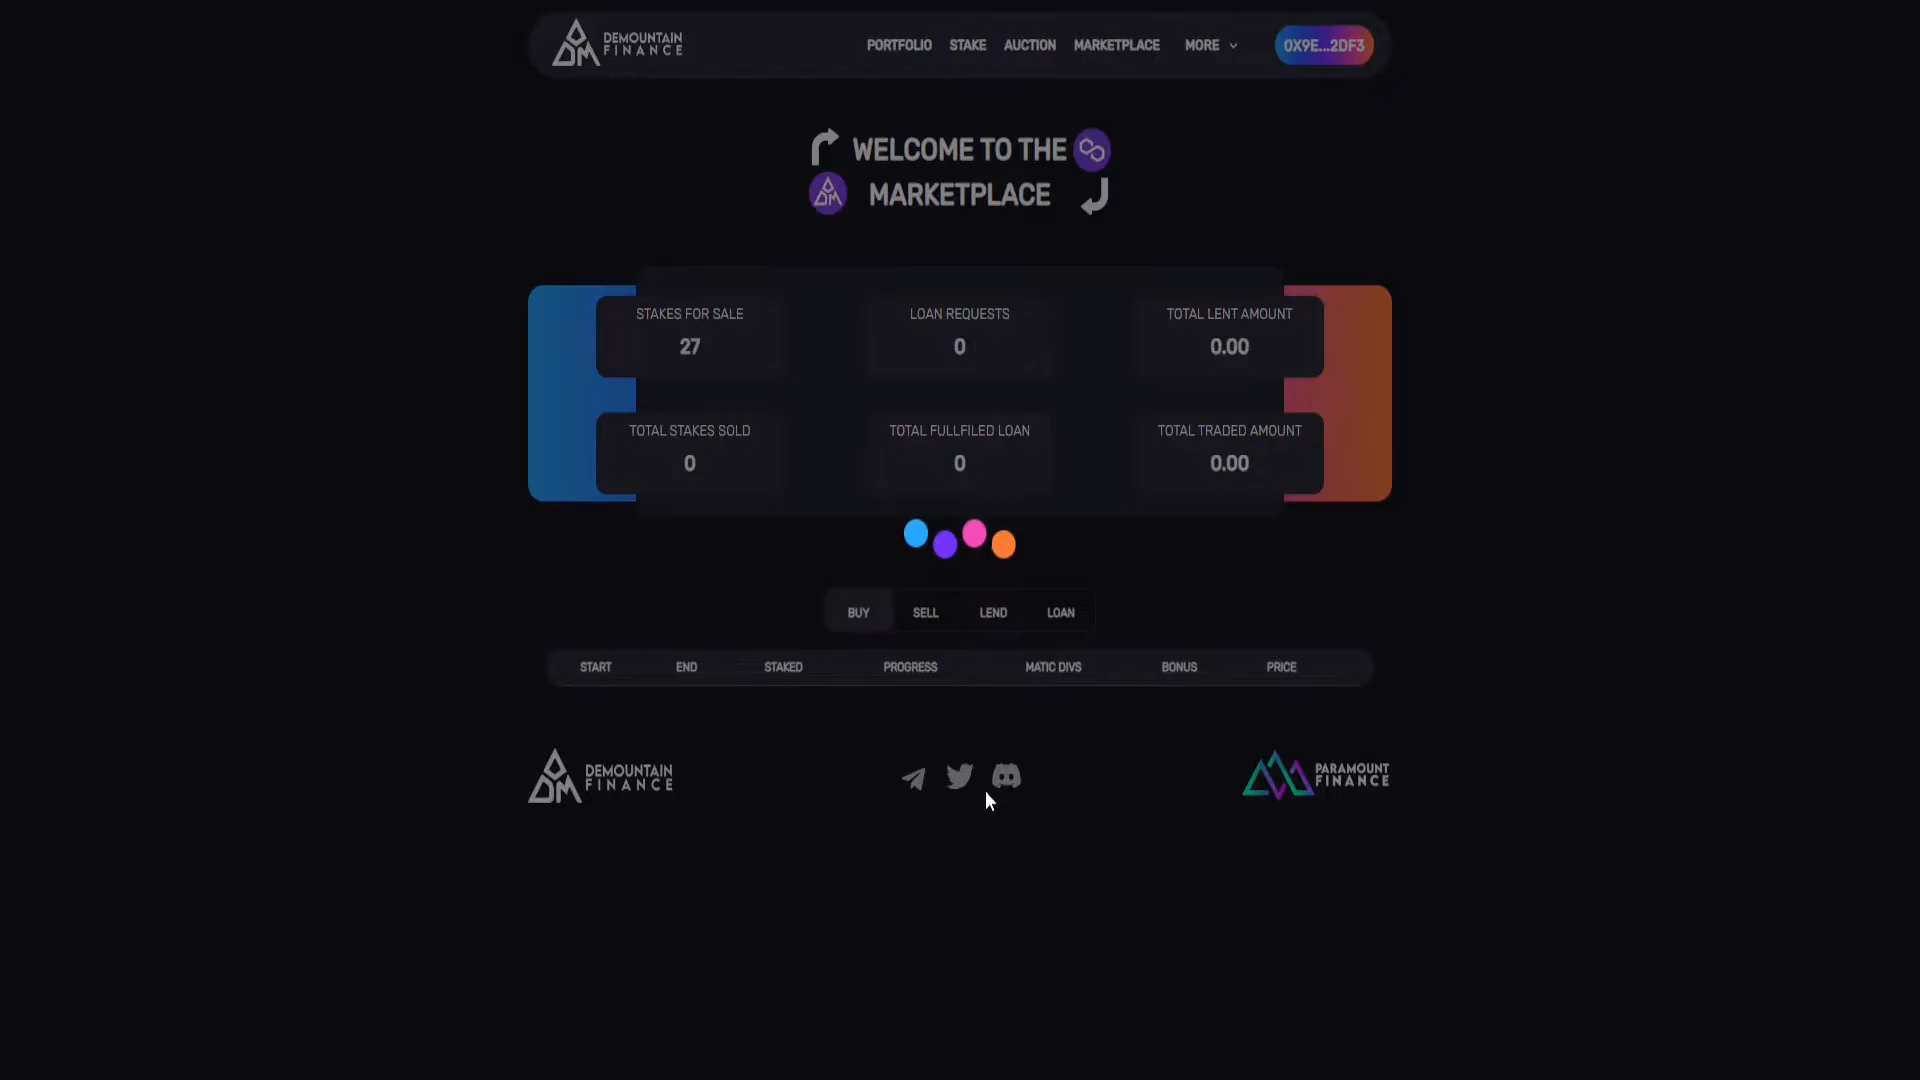 DEMOUNTAIN
FINANCE
PORTFOLIO STAKE AUCTION MARKETPLACE MORE 0X9E...2DF3
WELCOME TO THE
MARKETPLACE
STAKES FOR SALE LOAN REQUESTS TOTAL LENT AMOUNT
27 0 0.00
TOTAL STAKES SOLD TOTAL FULLFILED LOAN TOTAL TRADED AMOUNT
0 0 0.00
BUY SELL LEND LOAN
START END STAKED PROGRESS MATIC DIVS BONUS PRICE
DEMOUNTAIN
FINANCE
PARAMOUNT
FINANCE